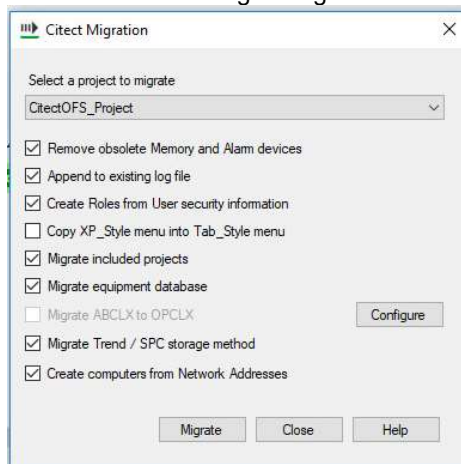 Citect Migration
Select a project to migrate
CitectOFS_Project
Remove obsolete Memory and Alarm devices
Append to existing log file
Create Roles from User security information
Copy XP_Style menu into Tab_Style menu
Migrate included projects
Migrate equipment database
Migrate ABCLX to OPCLX Configure
Migrate Trend / SPC storage method
Create computers from Network Addresses
Migrate Close Help